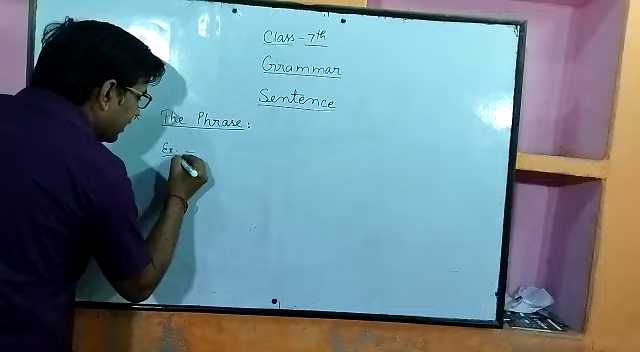 Class - 7th
Grammar
Sentence
The Phrase :
Ex. -